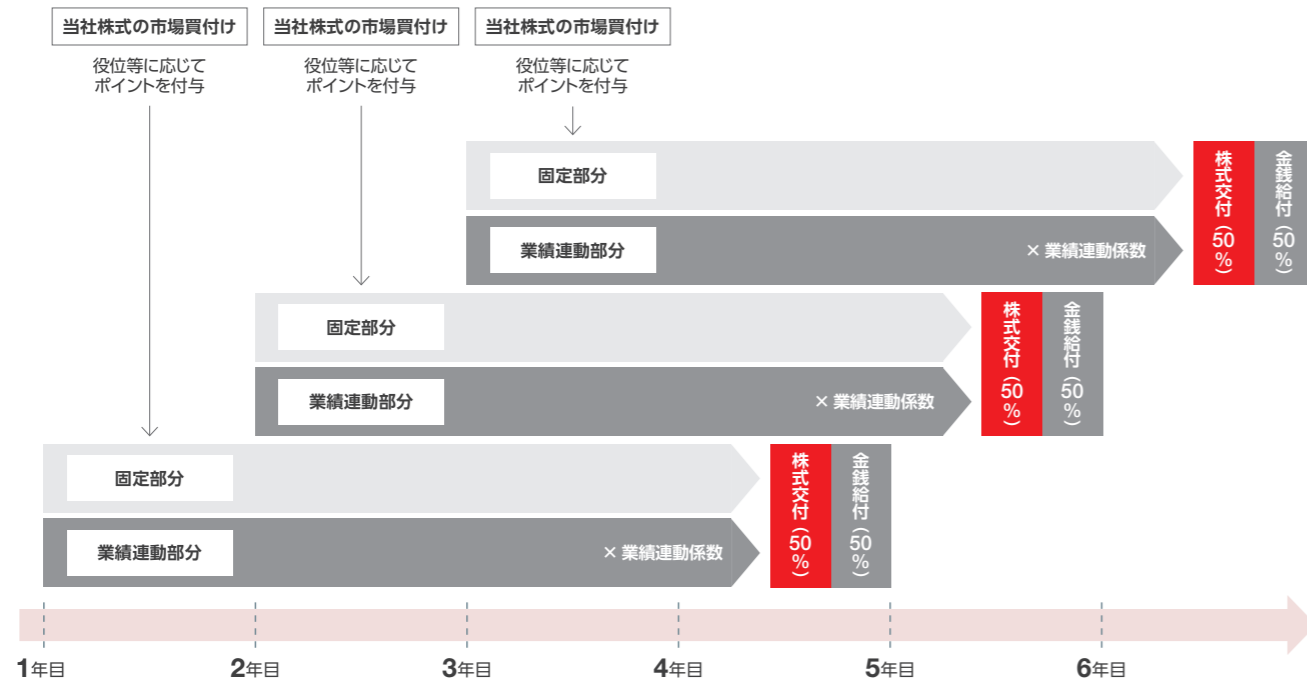 当社株式の市場買付け
当社株式の市場買付け
当社株式の市場買付け
役位等に応じて
ポイントを付与
役位等に応じて
ポイントを付与
役位等に応じて
ポイントを付与
固定部分
業績連動部分
× 業績連動係数
株式交付（50%）
金銭給付（50%）
固定部分
業績連動部分
× 業績連動係数
株式交付（50%）
金銭給付（50%）
固定部分
業績連動部分
× 業績連動係数
株式交付（50%）
金銭給付（50%）
1年目
2年目
3年目
4年目
5年目
6年目